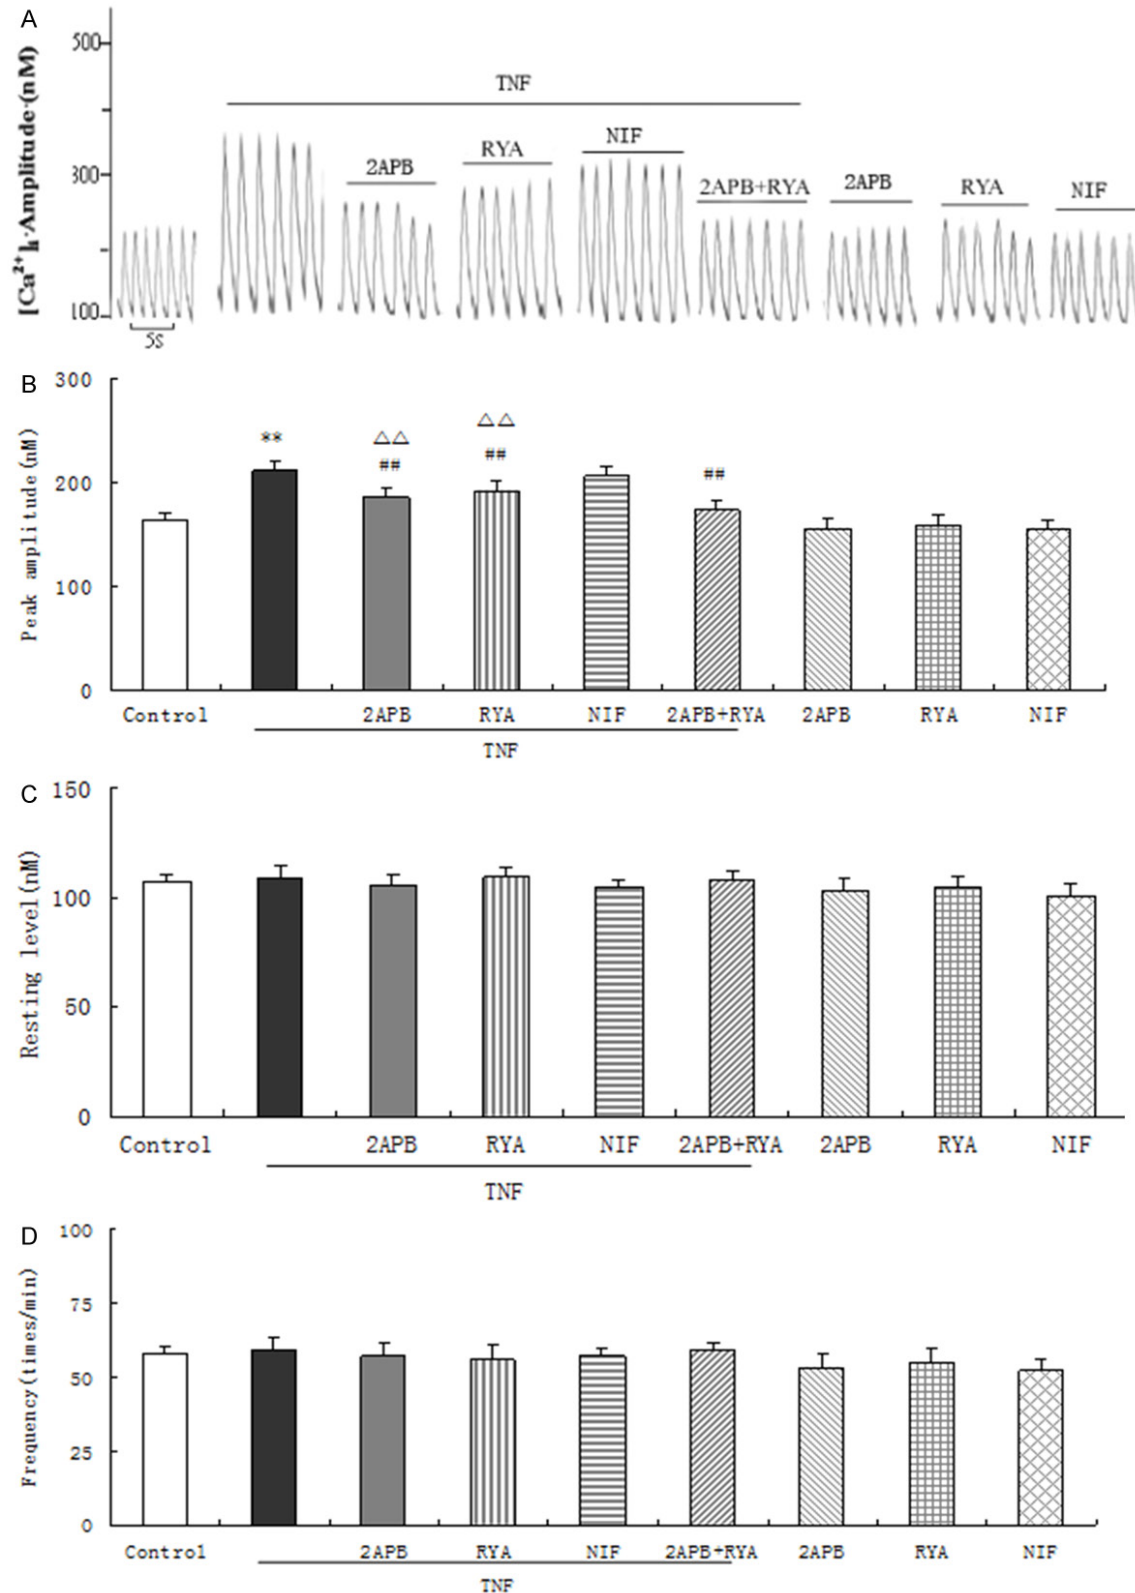 A
[Ca²⁺]i·Amplitude·(nM)
500
300
100
5S
TNF
2APB
RYA
NIF
2APB+RYA
2APB
RYA
NIF
B
Peak amplitude(nM)
300
200
100
0
**
△△
##
△△
##
##
Control 2APB RYA NIF 2APB+RYA 2APB RYA NIF
TNF
C
Resting level(nM)
150
100
50
0
Control 2APB RYA NIF 2APB+RYA 2APB RYA NIF
TNF
D
Frequency(times/min)
100
75
50
25
0
Control 2APB RYA NIF 2APB+RYA 2APB RYA NIF
TNF